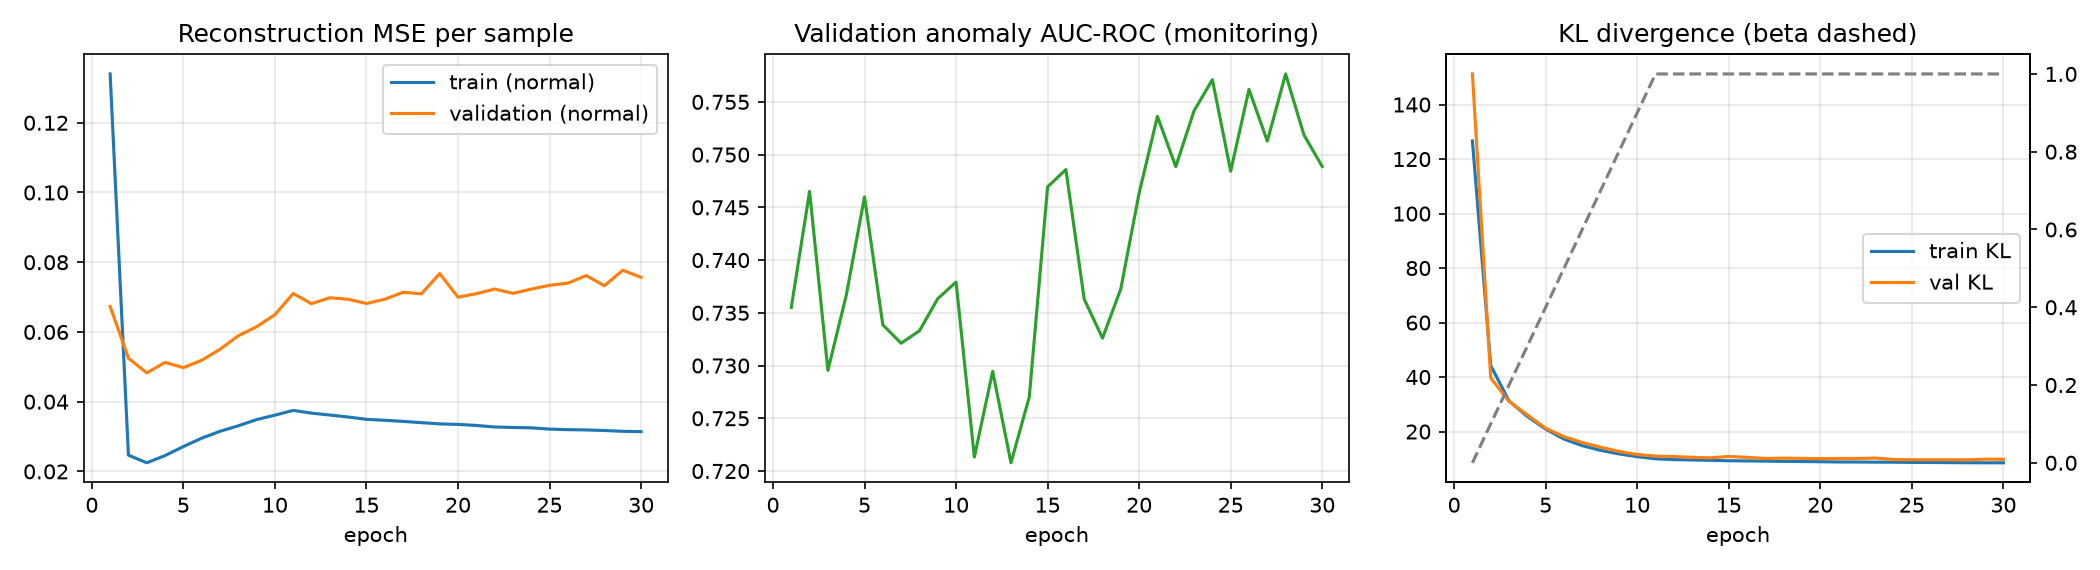 Reconstruction MSE per sample
train (normal)
validation (normal)
0.12
0.10
0.08
0.06
0.04
0.02
0 5 10 15 20 25 30
epoch
Validation anomaly AUC-ROC (monitoring)
0.755
0.750
0.745
0.740
0.735
0.730
0.725
0.720
0 5 10 15 20 25 30
epoch
KL divergence (beta dashed)
140
120
100
80
60
40
20
train KL
val KL
1.0
0.8
0.6
0.4
0.2
0.0
0 5 10 15 20 25 30
epoch